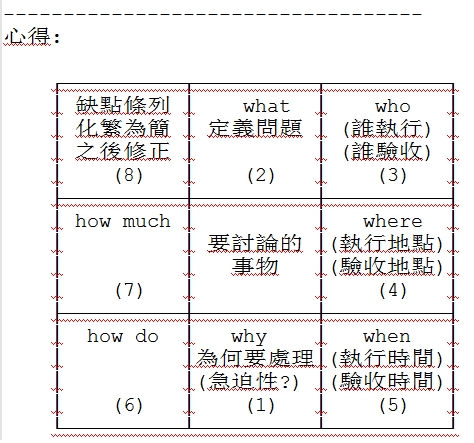 心得:
缺點條列 what who
化繁為簡 定義問題 (誰執行)
之後修正 (誰驗收)
(8) (2) (3)
how much where
要討論的 (執行地點)
事物 (驗收地點)
(7) (4)
how do why when
為何要處理 (執行時間)
(急迫性?) (驗收時間)
(6) (1) (5)